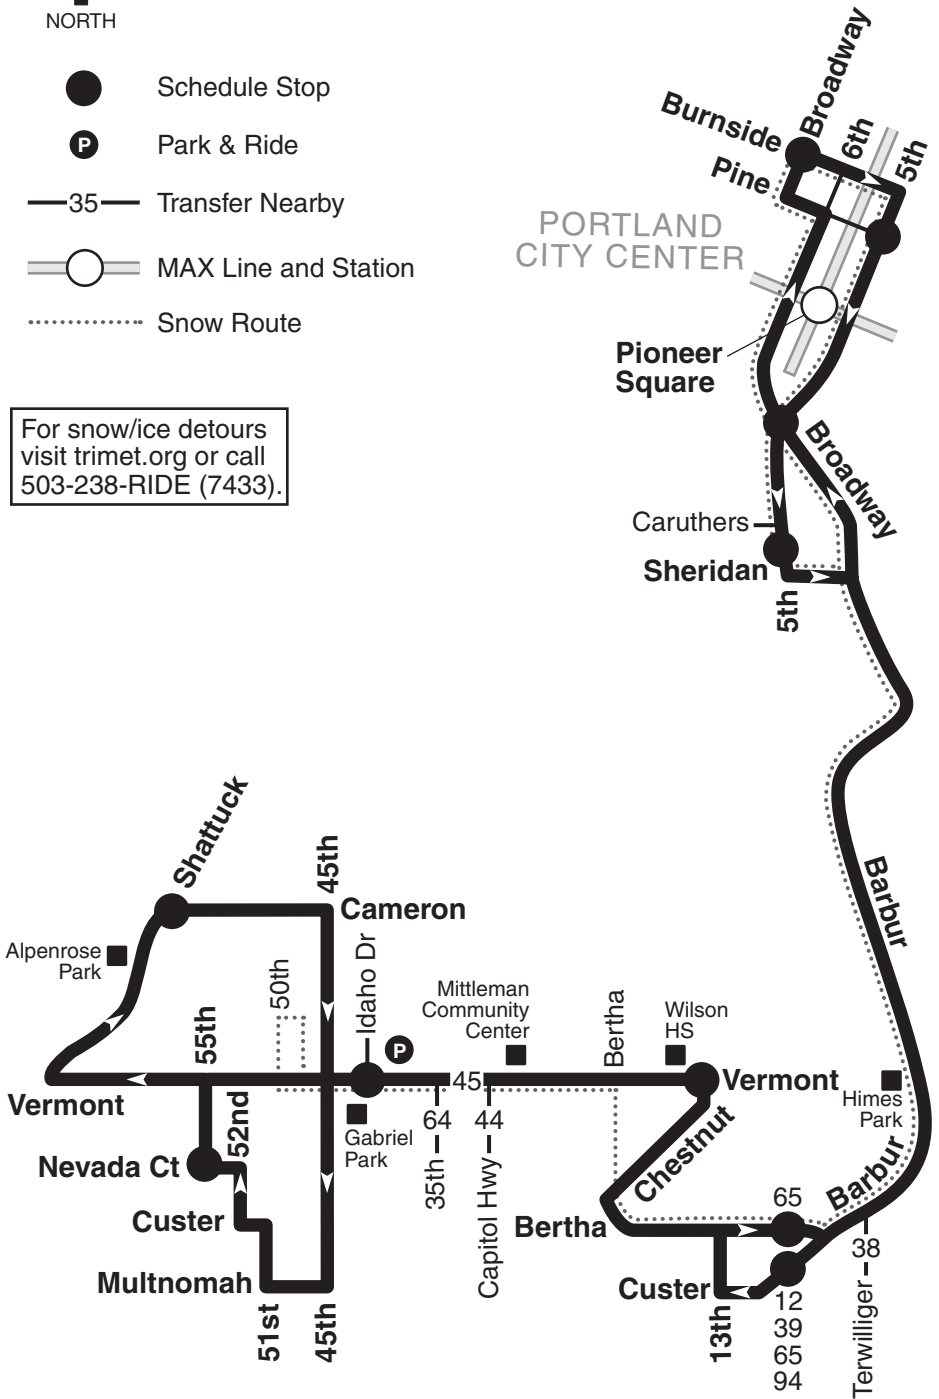 NORTH
Schedule Stop
P
Park & Ride
35
Transfer Nearby
MAX Line and Station
Snow Route
For snow/ice detours
visit trimet.org or call
503-238-RIDE (7433).
Broadway
Burnside
6th
5th
Pine
PORTLAND
CITY CENTER
Pioneer
Square
Broadway
Caruthers
Sheridan
5th
Barbur
Shattuck
45th
Cameron
Alpenrose
Park
50th
Idaho Dr
P
Mittleman
Community
Center
Bertha
Wilson
HS
55th
Vermont
45
Vermont
Himes
Park
52nd
Gabriel
Park
64
44
35th
Capitol Hwy
Chestnut
Barbur
Nevada Ct
Custer
Multnomah
51st
45th
Bertha
65
Custer
13th
12
39
65
94
38
Terwilliger